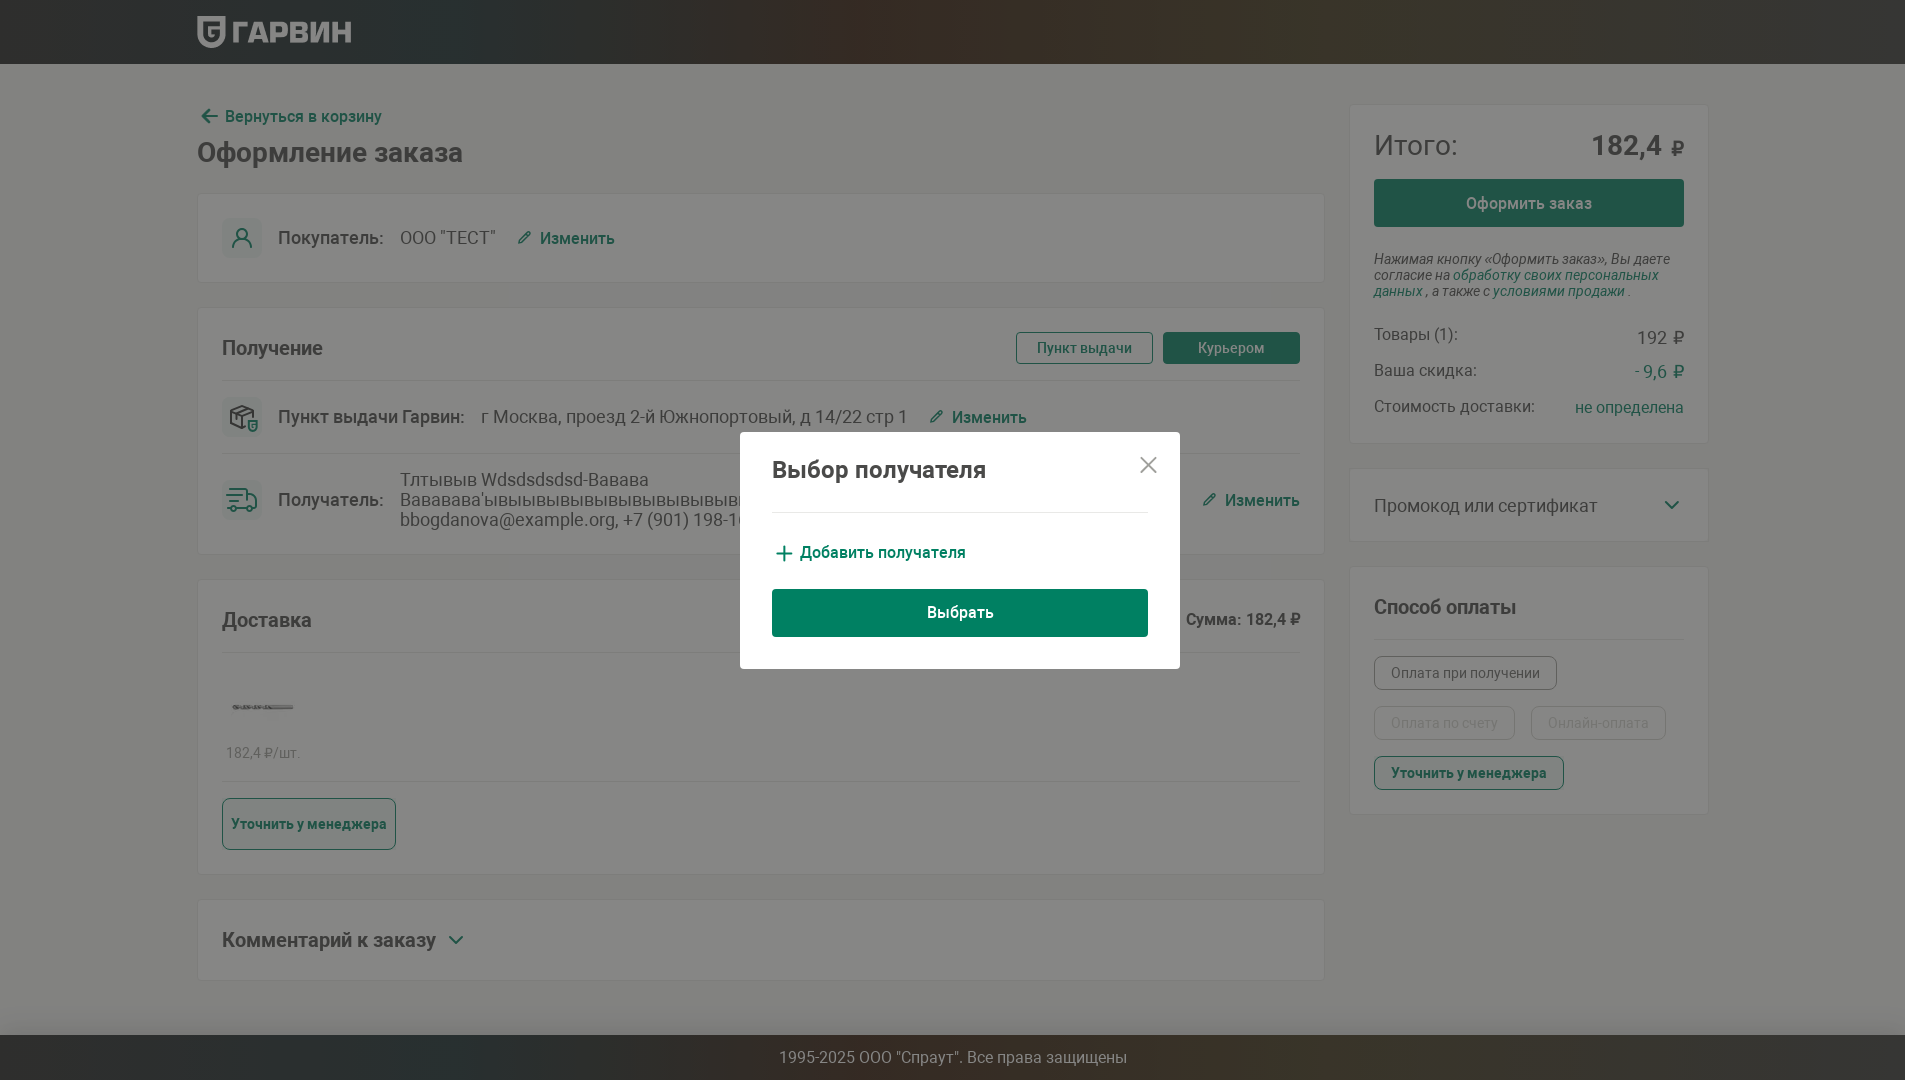 ГАРВИН
Вернуться в корзину
Оформление заказа
Покупатель: ООО "ТЕСТ" Изменить
Получение
Пункт выдачи
Курьером
Пункт выдачи Гарвин: г Москва, проезд 2-й Южнопортовый, д 14/22 стр 1 Изменить
Получатель:
Тлтывыв Wdsdsdsdsd-Вавава
bbogdanova@example.org, +7 (901) 198-1
Изменить
Доставка
Сумма: 182,4 ₽
182,4 ₽/шт.
Уточнить у менеджера
Комментарий к заказу
Выбор получателя
Добавить получателя
Выбрать
Итого: 182,4 ₽
Оформить заказ
Нажимая кнопку «Оформить заказ», Вы даете
согласие на обработку своих персональных
данных , а также с условиями продажи .
Товары (1): 192 ₽
Ваша скидка: - 9,6 ₽
Стоимость доставки: не определена
Промокод или сертификат
Способ оплаты
Оплата при получении
Оплата по счету
Онлайн-оплата
Уточнить у менеджера
1995-2025 ООО "Спраут". Все права защищены